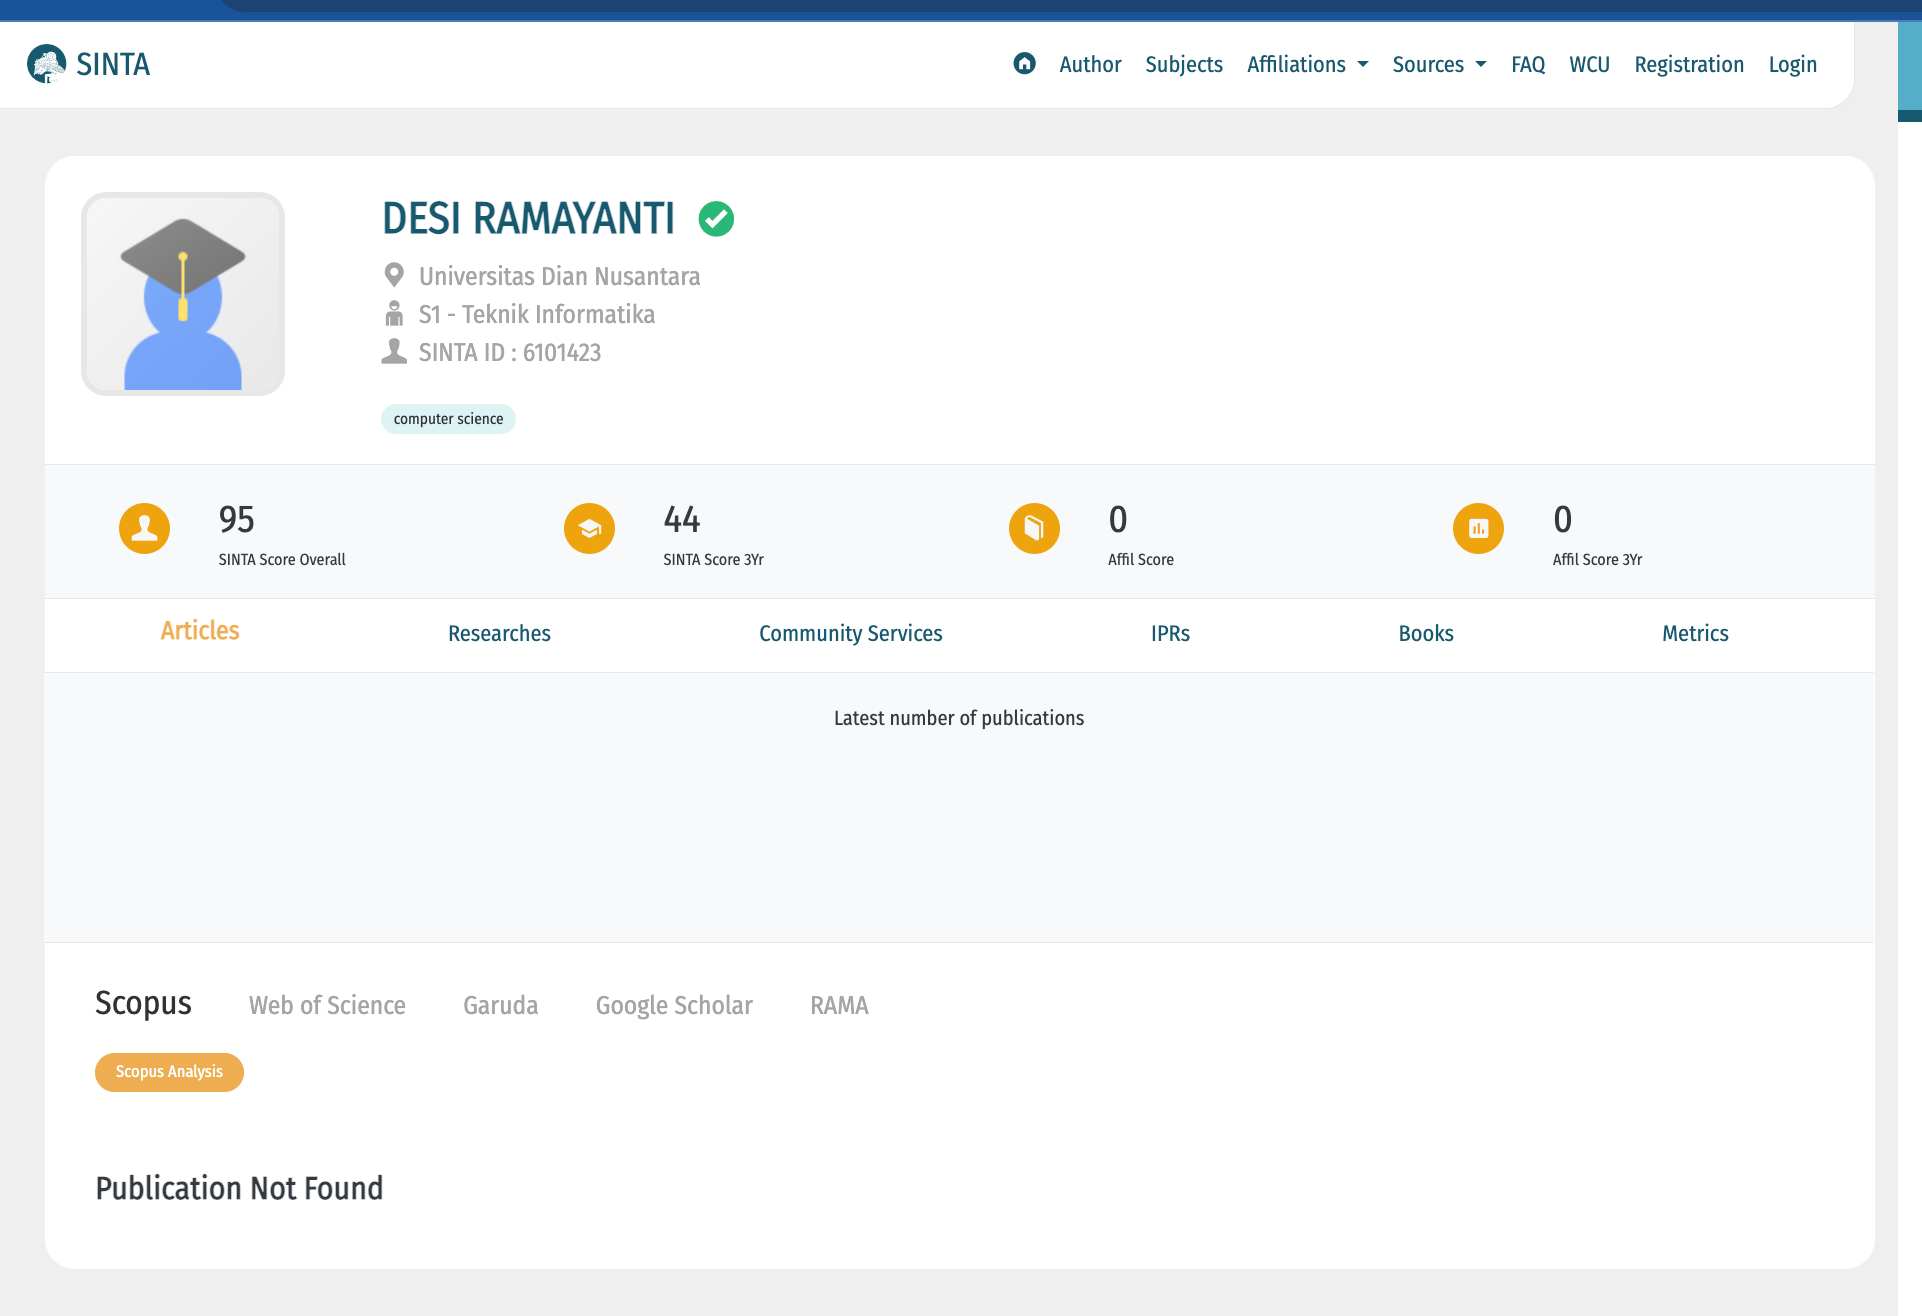 SINTA
Author Subjects Affiliations Sources FAQ WCU Registration Login
DESI RAMAYANTI
Universitas Dian Nusantara
S1 - Teknik Informatika
SINTA ID : 6101423
computer science
95 44 0 0
SINTA Score Overall SINTA Score 3Yr Affil Score Affil Score 3Yr
Articles Researches Community Services IPRs Books Metrics
Latest number of publications
Scopus Web of Science Garuda Google Scholar RAMA
Scopus Analysis
Publication Not Found